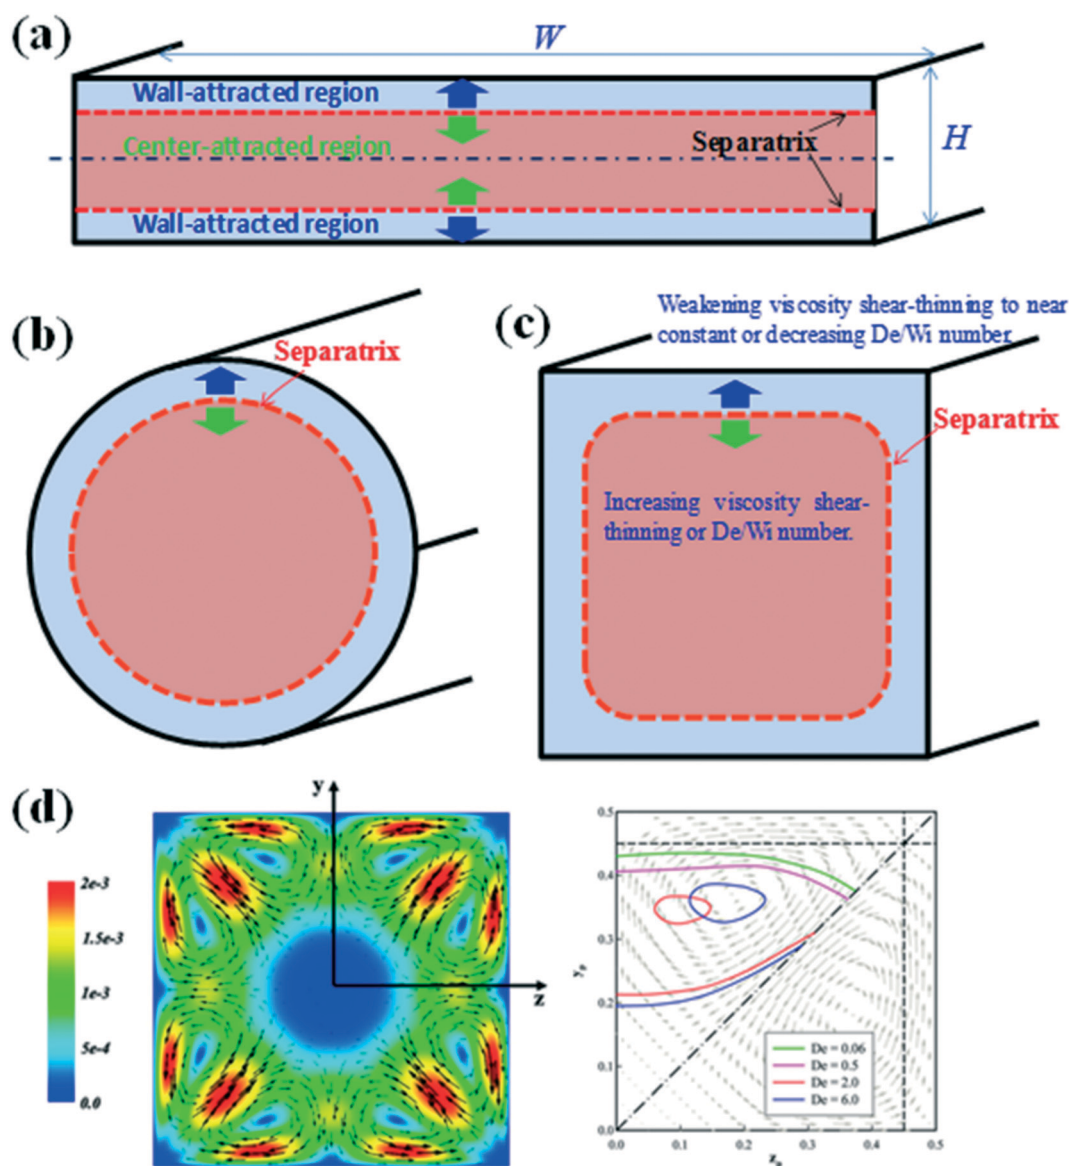 (a)
W
Wall-attracted region
Center-attracted region
Separatrix
H
Wall-attracted region
(b)
Separatrix
(c)
Weakening viscosity shear-thinning to near
constant or decreasing De/Wi number.
Separatrix
Increasing viscosity shear-
thinning or De/Wi number.
(d)
y
z
2e-3
1.5e-3
1e-3
5e-4
0.0
0.5
0.4
0.3
0.2
0.1
0.0
yp
De = 0.06
De = 0.5
De = 2.0
De = 6.0
0.0
0.1
0.2
0.3
0.4
0.5
zp